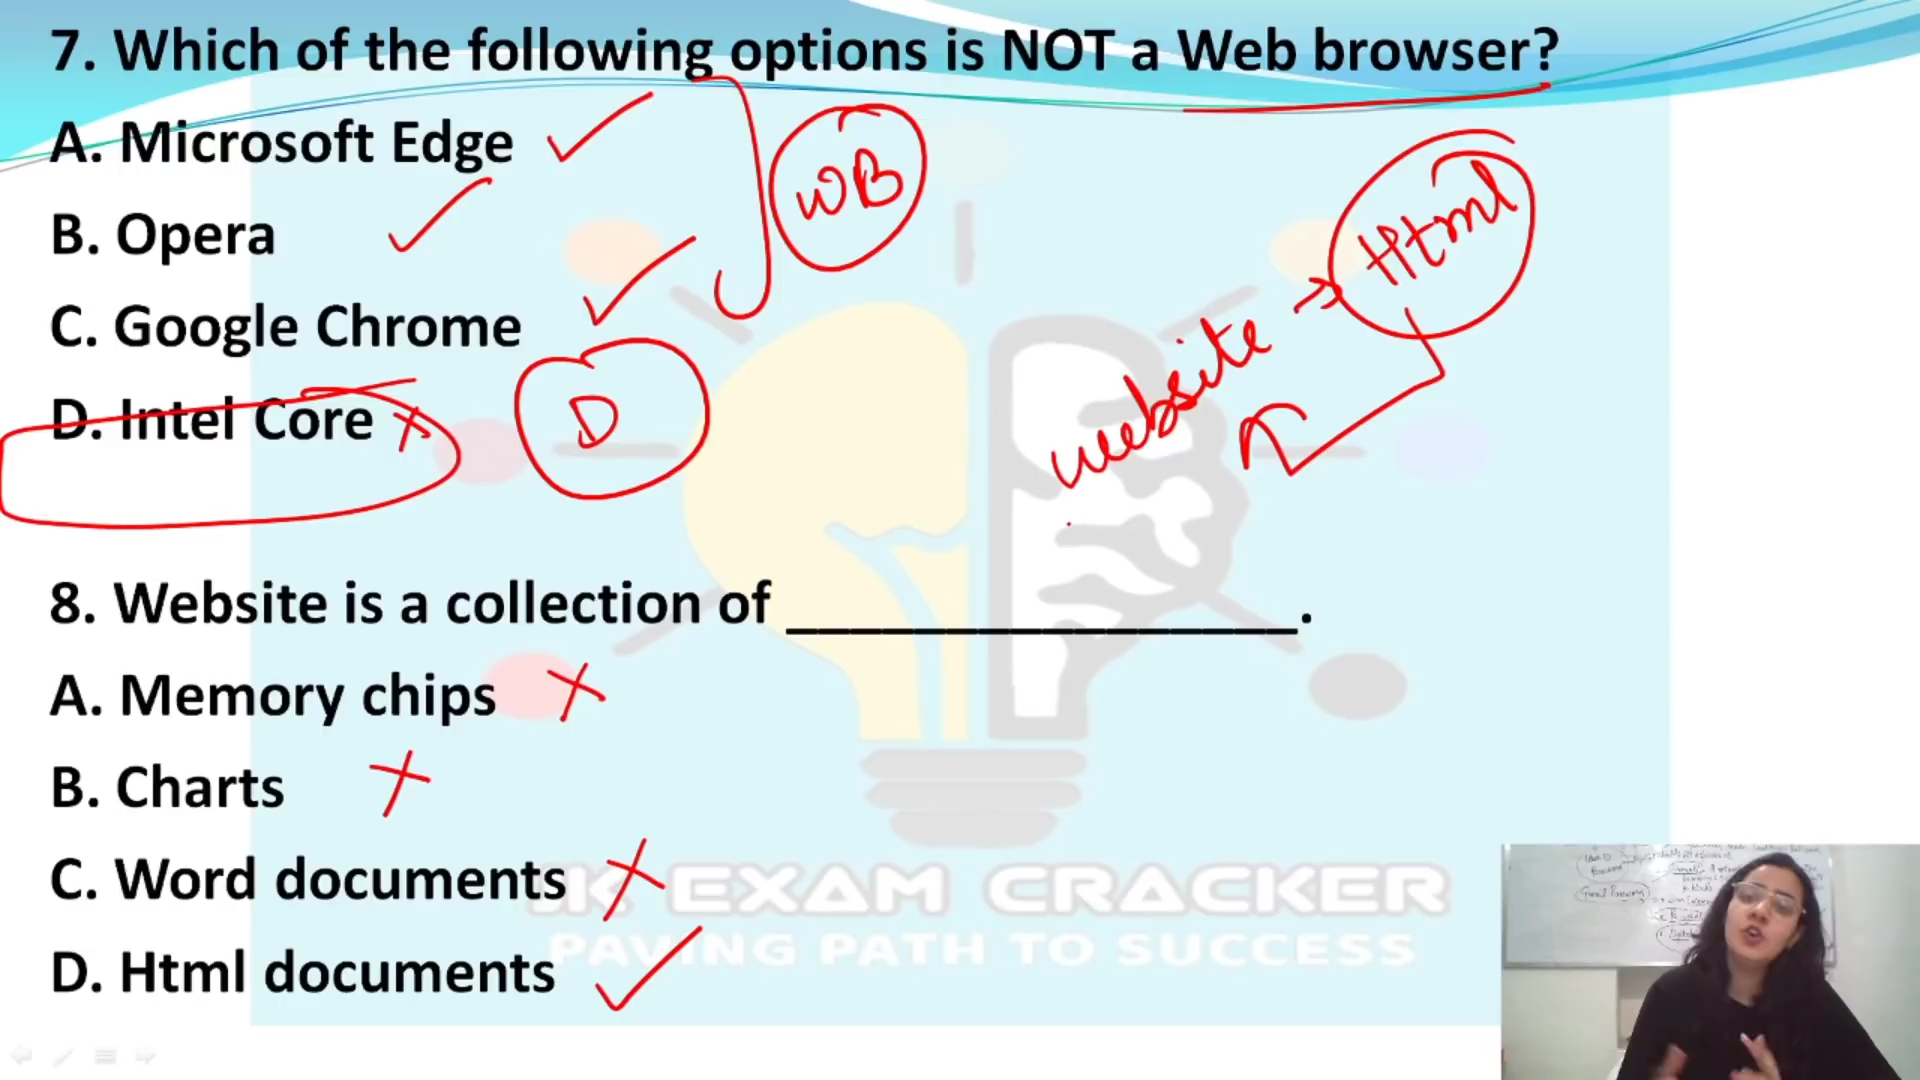 7. Which of the following options is NOT a Web browser?
A. Microsoft Edge
B. Opera
C. Google Chrome
D. Intel Core
WB
D
website → Html
8. Website is a collection of ________________.
A. Memory chips
B. Charts
C. Word documents
D. Html documents
JK EXAM CRACKER
PAVING PATH TO SUCCESS